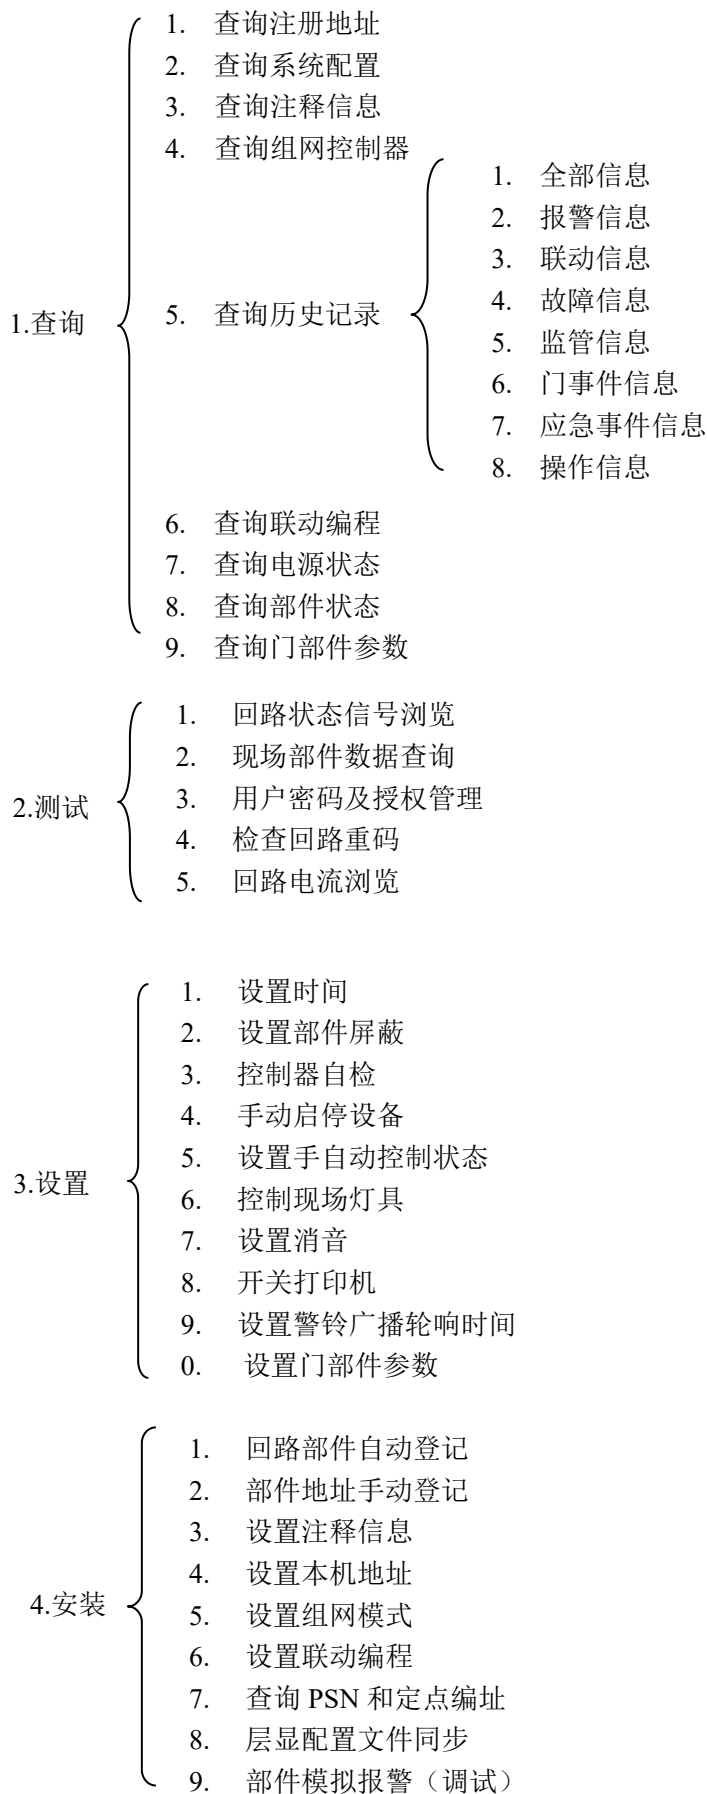 1.查询
1. 查询注册地址
2. 查询系统配置
3. 查询注释信息
4. 查询组网控制器
5. 查询历史记录
1. 全部信息
2. 报警信息
3. 联动信息
4. 故障信息
5. 监管信息
6. 门事件信息
7. 应急事件信息
8. 操作信息
6. 查询联动编程
7. 查询电源状态
8. 查询部件状态
9. 查询门部件参数
2.测试
1. 回路状态信号浏览
2. 现场部件数据查询
3. 用户密码及授权管理
4. 检查回路重码
5. 回路电流浏览
3.设置
1. 设置时间
2. 设置部件屏蔽
3. 控制器自检
4. 手动启停设备
5. 设置手自动控制状态
6. 控制现场灯具
7. 设置消音
8. 开关打印机
9. 设置警铃广播轮响时间
0. 设置门部件参数
4.安装
1. 回路部件自动登记
2. 部件地址手动登记
3. 设置注释信息
4. 设置本机地址
5. 设置组网模式
6. 设置联动编程
7. 查询 PSN 和定点编址
8. 层显配置文件同步
9. 部件模拟报警（调试）